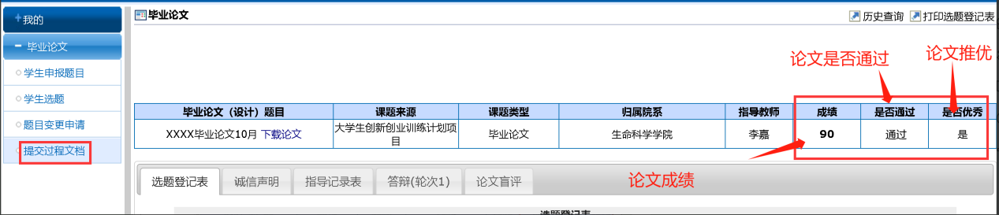 我的
毕业论文
学生申报题目
学生选题
题目变更申请
提交过程文档
毕业论文
历史查询 打印选题登记表
论文是否通过 论文推优
毕业论文（设计）题目 课题来源 课题类型 归属院系 指导教师 成绩 是否通过 是否优秀
XXXX毕业论文10月 下载论文 大学生创新创业训练计划项目 毕业论文 生命科学学院 李嘉 90 通过 是
论文成绩
选题登记表 诚信声明 指导记录表 答辩(轮次1) 论文盲评
选题登记表